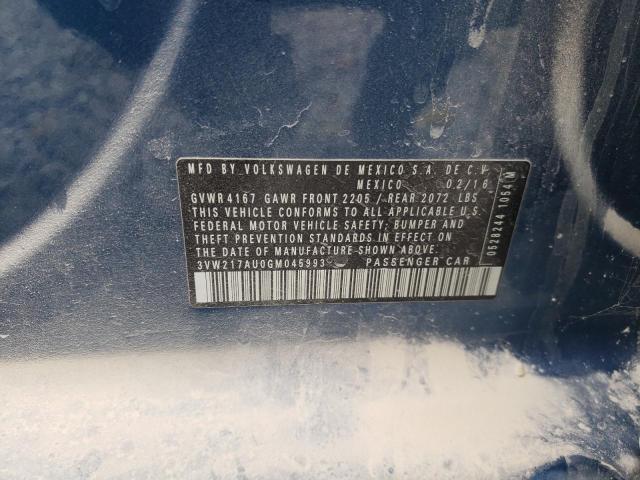 MFD BY VOLKSWAGEN DE MEXICO S.A. DE C.V.
MEXICO 02/16
GVWR 4167 GAWR FRONT 2205 / REAR 2072 LBS
THIS VEHICLE CONFORMS TO ALL APPLICABLE U.S.
FEDERAL MOTOR VEHICLE SAFETY, BUMPER AND
THEFT PREVENTION STANDARDS IN EFFECT ON
THE DATE OF MANUFACTURE SHOWN ABOVE.
3VW217AU0GM045993 PASSENGER CAR
0628244 1054 M